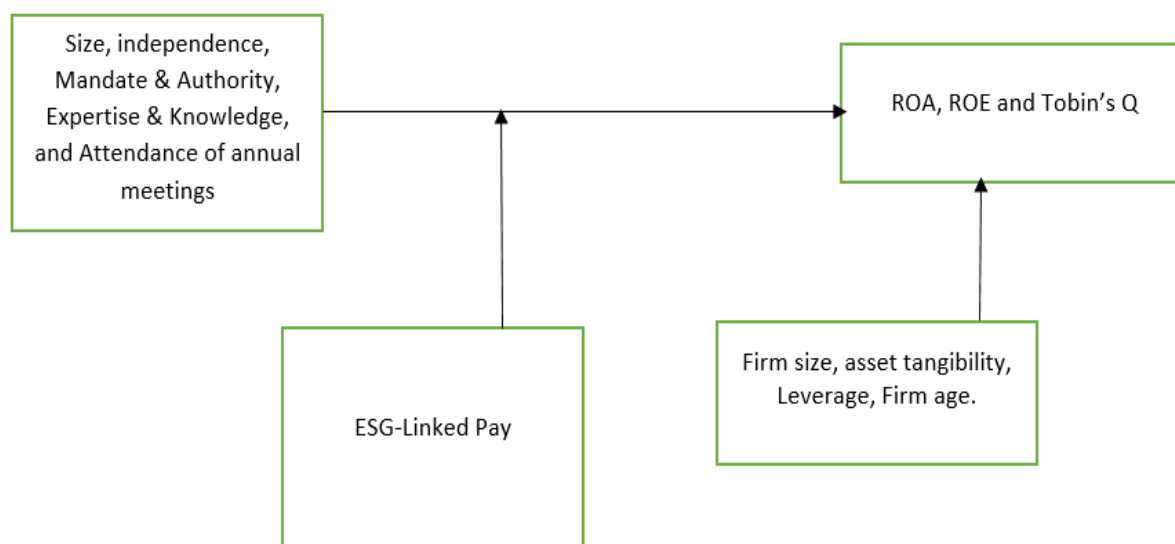 Size, independence,
Mandate & Authority,
Expertise & Knowledge,
and Attendance of annual
meetings
ROA, ROE and Tobin’s Q
Firm size, asset tangibility,
Leverage, Firm age.
ESG-Linked Pay